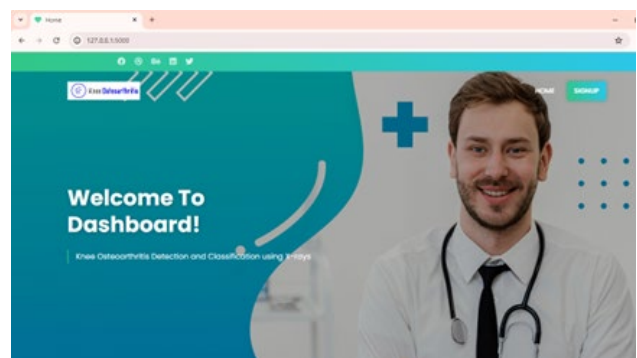 Home
127.0.0.1:5000
Knee Osteoarthritis
HOME
SIGNUP
Welcome To
Dashboard!
Knee Osteoarthritis Detection and Classification using X-rays